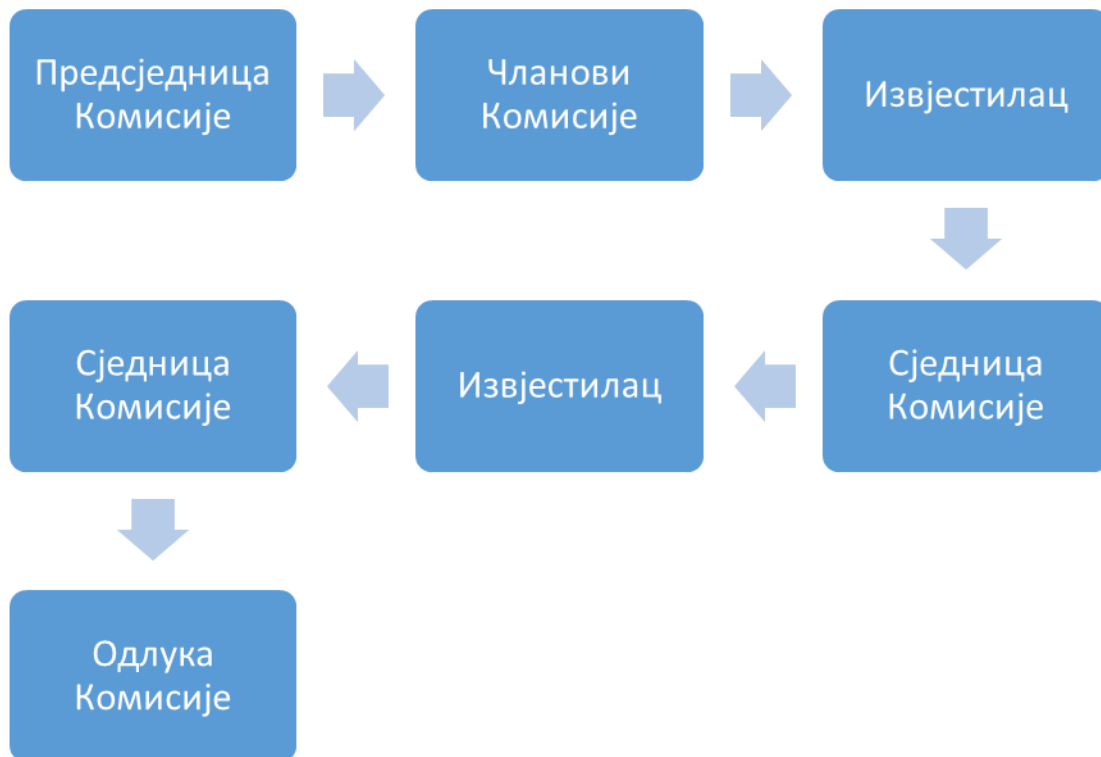 Предсједница
Комисије
Чланови
Комисије
Извјестилац
Сједница
Комисије
Извјестилац
Сједница
Комисије
Одлука
Комисије